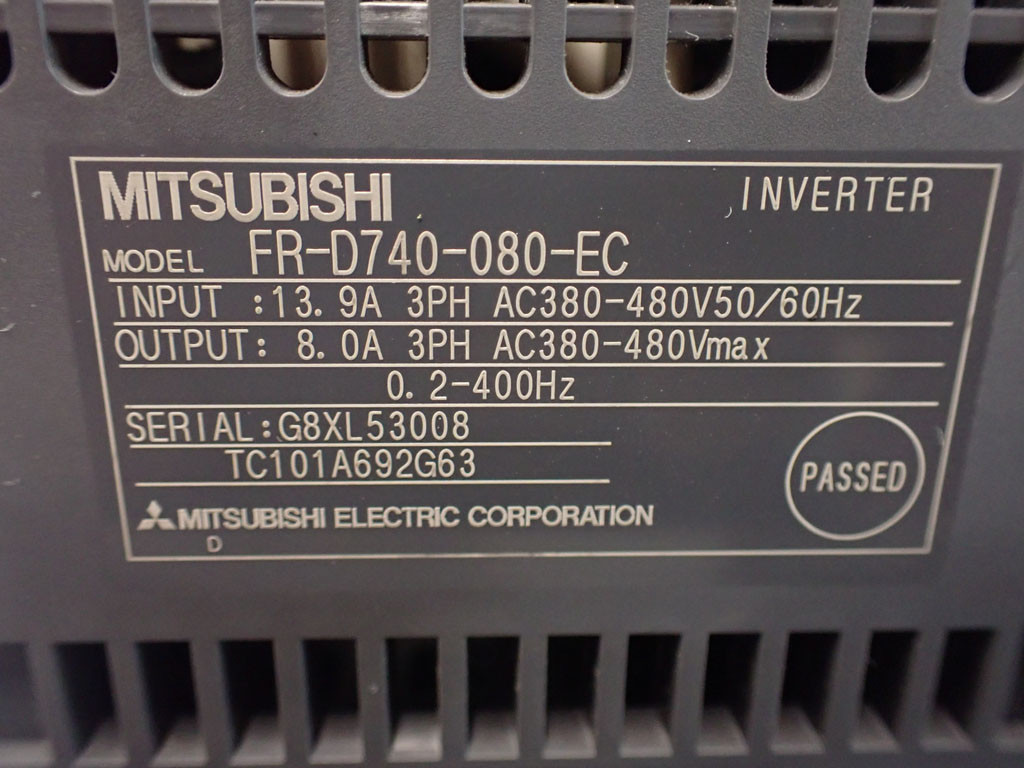 MITSUBISHI INVERTER
MODEL FR-D740-080-EC
INPUT :13.9A 3PH AC380-480V50/60Hz
OUTPUT: 8.0A 3PH AC380-480Vmax
0.2-400Hz
SERIAL:G8XL53008
TC101A692G63
PASSED
MITSUBISHI ELECTRIC CORPORATION
D